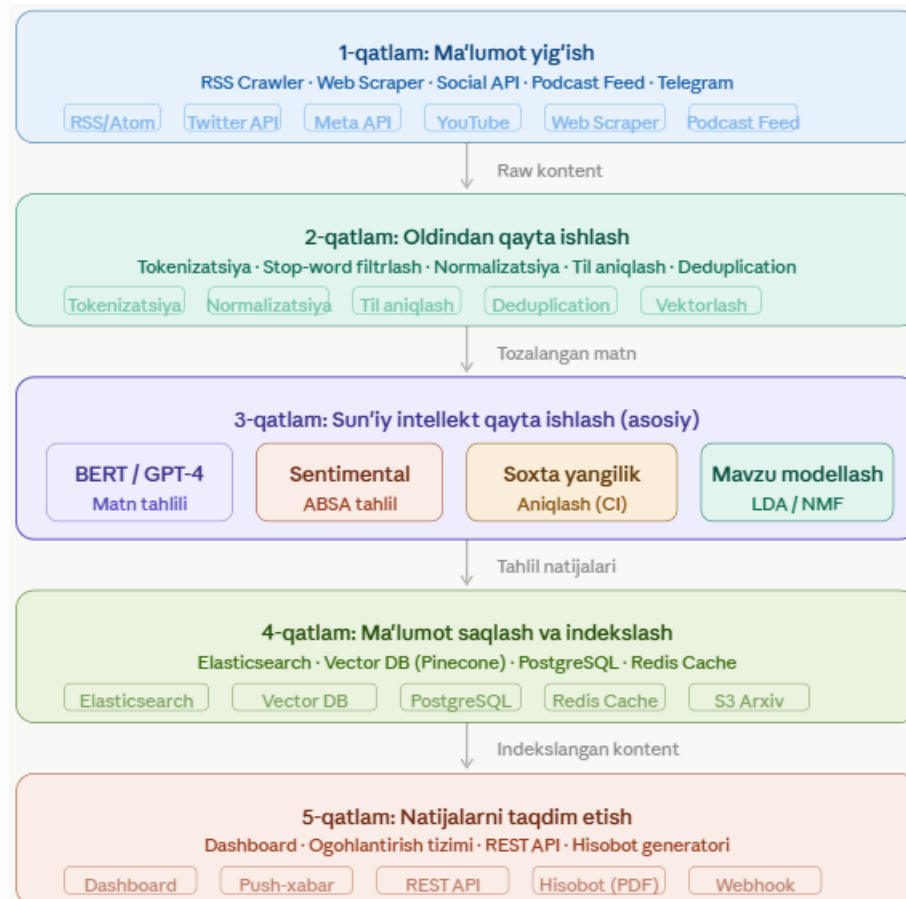 1-qatlam: Ma'lumot yig'ish
RSS Crawler · Web Scraper · Social API · Podcast Feed · Telegram
RSS/Atom Twitter API Meta API YouTube Web Scraper Podcast Feed
Raw kontent
2-qatlam: Oldindan qayta ishlash
Tokenizatsiya · Stop-word filtrlash · Normalizatsiya · Til aniqlash · Deduplication
Tokenizatsiya Normalizatsiya Til aniqlash Deduplication Vektorlash
Tozalangan matn
3-qatlam: Sun'iy intellekt qayta ishlash (asosiy)
BERT / GPT-4
Matn tahlili
Sentimental
ABSA tahlil
Soxta yangilik
Aniqlash (CI)
Mavzu modellash
LDA / NMF
Tahlil natijalari
4-qatlam: Ma'lumot saqlash va indekslash
Elasticsearch · Vector DB (Pinecone) · PostgreSQL · Redis Cache
Elasticsearch Vector DB PostgreSQL Redis Cache S3 Arxiv
Indekslangan kontent
5-qatlam: Natijalarni taqdim etish
Dashboard · Ogohlantirish tizimi · REST API · Hisobot generatori
Dashboard Push-xabar REST API Hisobot (PDF) Webhook